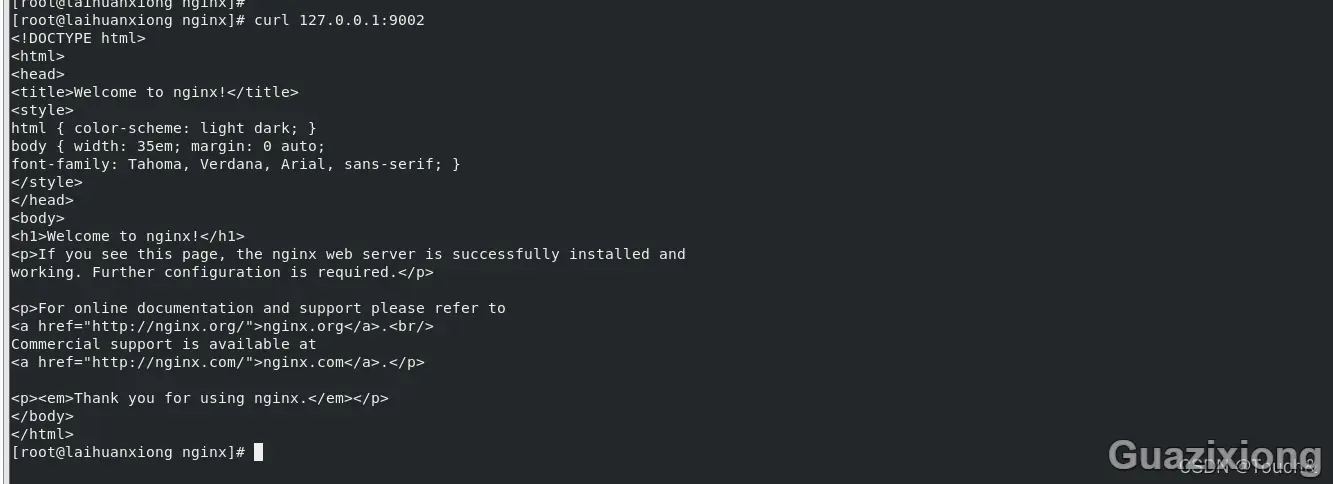 [root@laihuanxiong nginx]#
[root@laihuanxiong nginx]# curl 127.0.0.1:9002
<!DOCTYPE html>
<html>
<head>
<title>Welcome to nginx!</title>
<style>
html { color-scheme: light dark; }
body { width: 35em; margin: 0 auto;
font-family: Tahoma, Verdana, Arial, sans-serif; }
</style>
</head>
<body>
<h1>Welcome to nginx!</h1>
<p>If you see this page, the nginx web server is successfully installed and
working. Further configuration is required.</p>

<p>For online documentation and support please refer to
<a href="http://nginx.org/">nginx.org</a>.<br/>
Commercial support is available at
<a href="http://nginx.com/">nginx.com</a>.</p>

<p><em>Thank you for using nginx.</em></p>
</body>
</html>
[root@laihuanxiong nginx]#
Guazixiong
CSDN